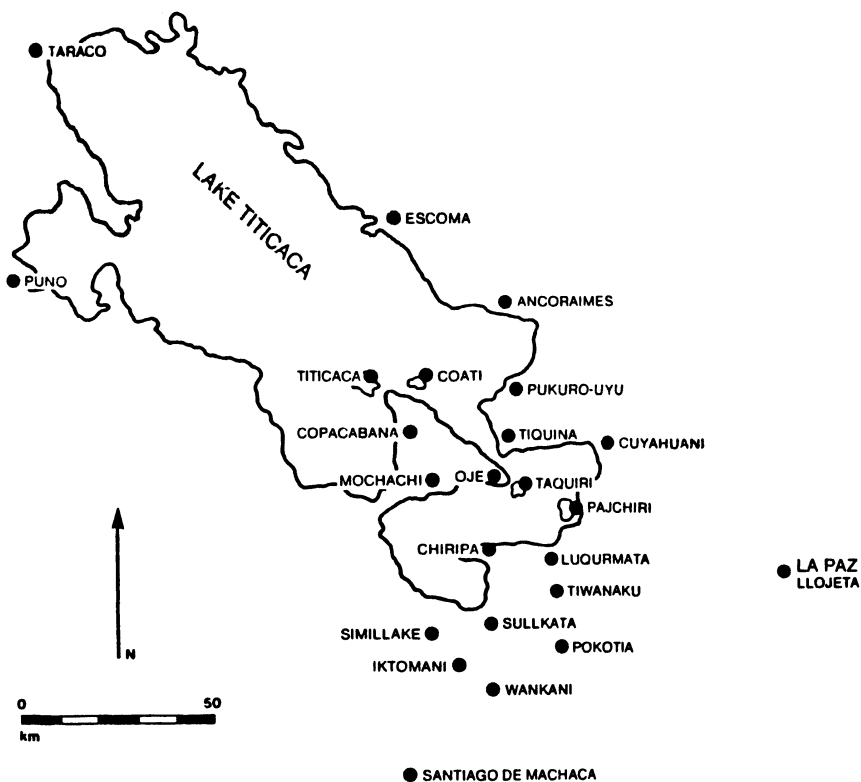 TARACO
LAKE TITICACA
ESCOMA
PUNO
ANCORAIMES
TITICACA
COATI
PUKURO-UYU
COPACABANA
TIQUINA
CUYAHUANI
MOCHACHI
OJE
TAQUIRI
PAJCHIRI
CHIRIPA
LUQURMATA
LA PAZ
LLOJETA
TIWANAKU
SULLKATA
SIMILLAKE
POKOTIA
N
IKTOMANI
WANKANI
0 50
km
SANTIAGO DE MACHACA